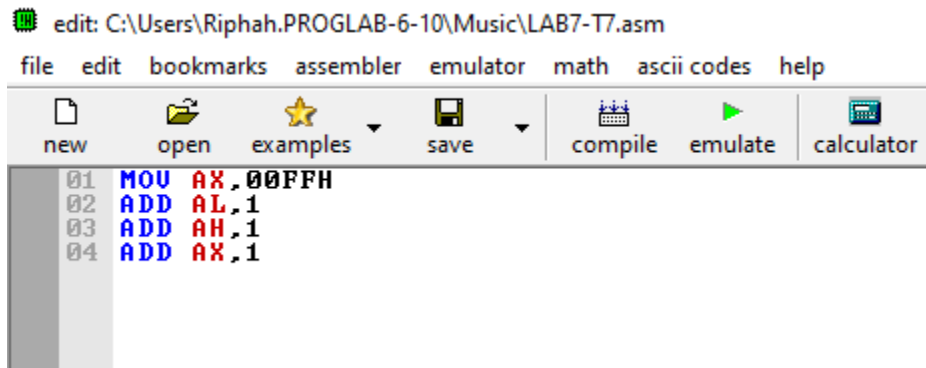 edit: C:\Users\Riphah.PROGLAB-6-10\Music\LAB7-T7.asm
file edit bookmarks assembler emulator math ascii codes help
new open examples save compile emulate calculator
01 MOV AX,00FFH
02 ADD AL,1
03 ADD AH,1
04 ADD AX,1